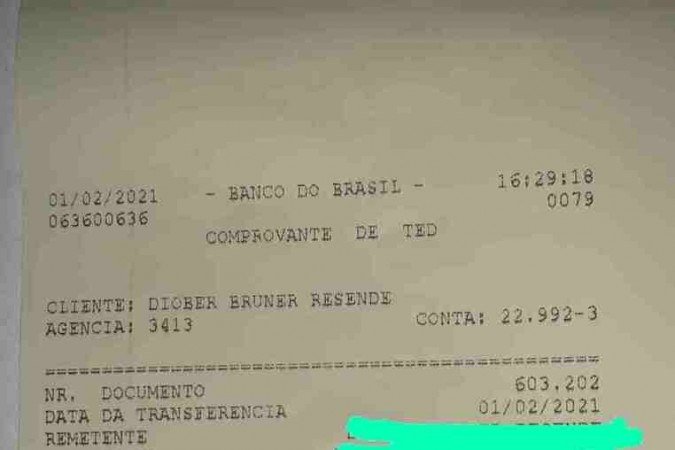 01/02/2021 - BANCO DO BRASIL - 16:29:18
063600636 0079
COMPROVANTE DE TED
CLIENTE: DIOBER BRUNER RESENDE
AGENCIA: 3413 CONTA: 22.992-3
==================================================
NR. DOCUMENTO 603.202
DATA DA TRANSFERENCIA 01/02/2021
REMETENTE